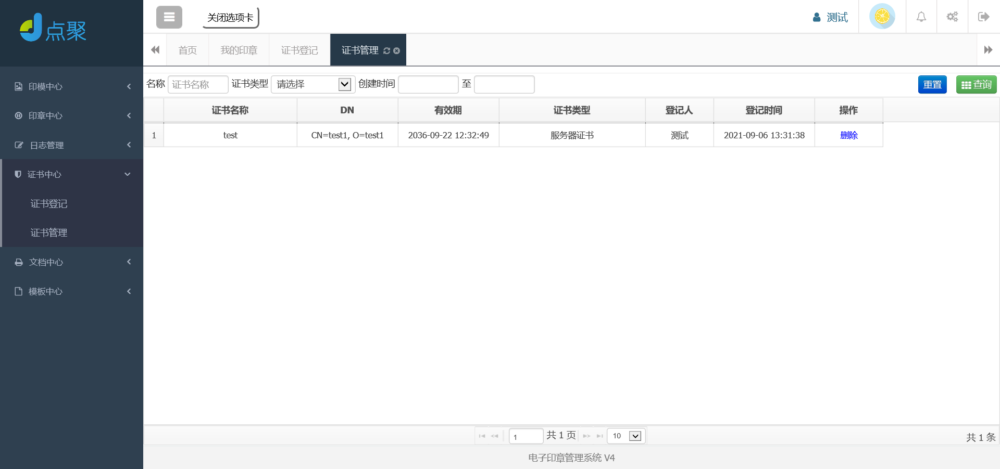 点聚
关闭选项卡
测试
首页 我的印章 证书登记 证书管理
印模中心
印章中心
日志管理
证书中心
证书登记
证书管理
文档中心
模板中心
名称 证书名称 证书类型 请选择 创建时间 至 重置 查询
证书名称 DN 有效期 证书类型 登记人 登记时间 操作
1 test CN=test1, O=test1 2036-09-22 12:32:49 服务器证书 测试 2021-09-06 13:31:38 删除
1 共 1 页 10 共 1 条
电子印章管理系统 V4